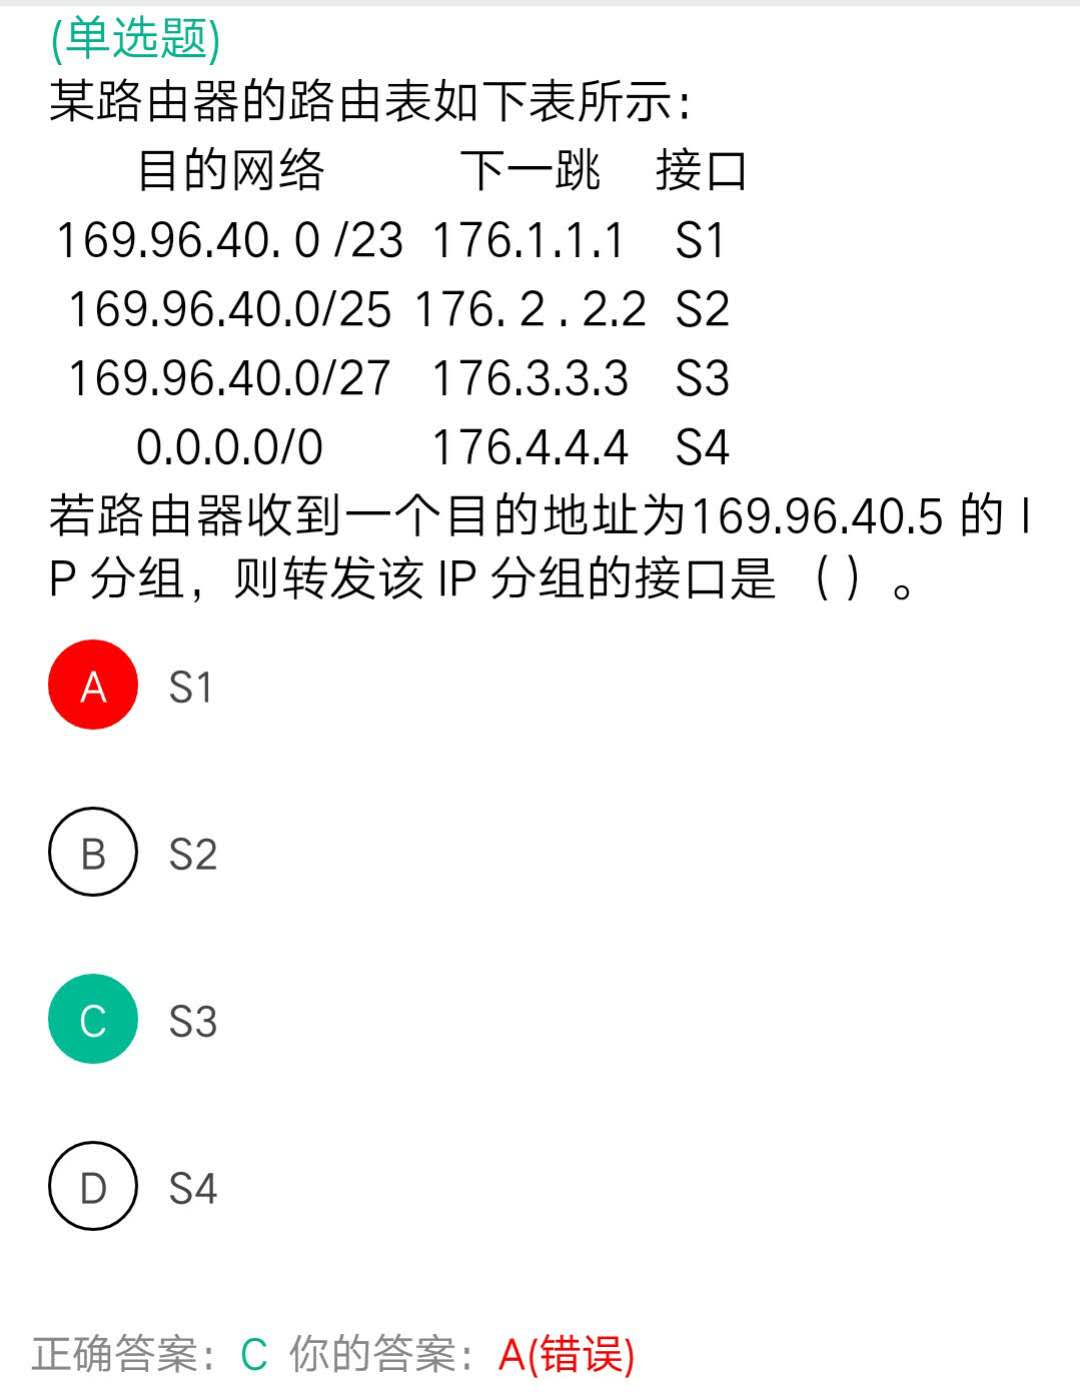 (单选题)
某路由器的路由表如下表所示：
目的网络 下一跳 接口
169.96.40. 0 /23 176.1.1.1 S1
169.96.40.0/25 176. 2 . 2.2 S2
169.96.40.0/27 176.3.3.3 S3
0.0.0.0/0 176.4.4.4 S4
若路由器收到一个目的地址为169.96.40.5 的 I
P 分组，则转发该 IP 分组的接口是 （ ）。
A S1
B S2
C S3
D S4
正确答案：C 你的答案：A(错误)